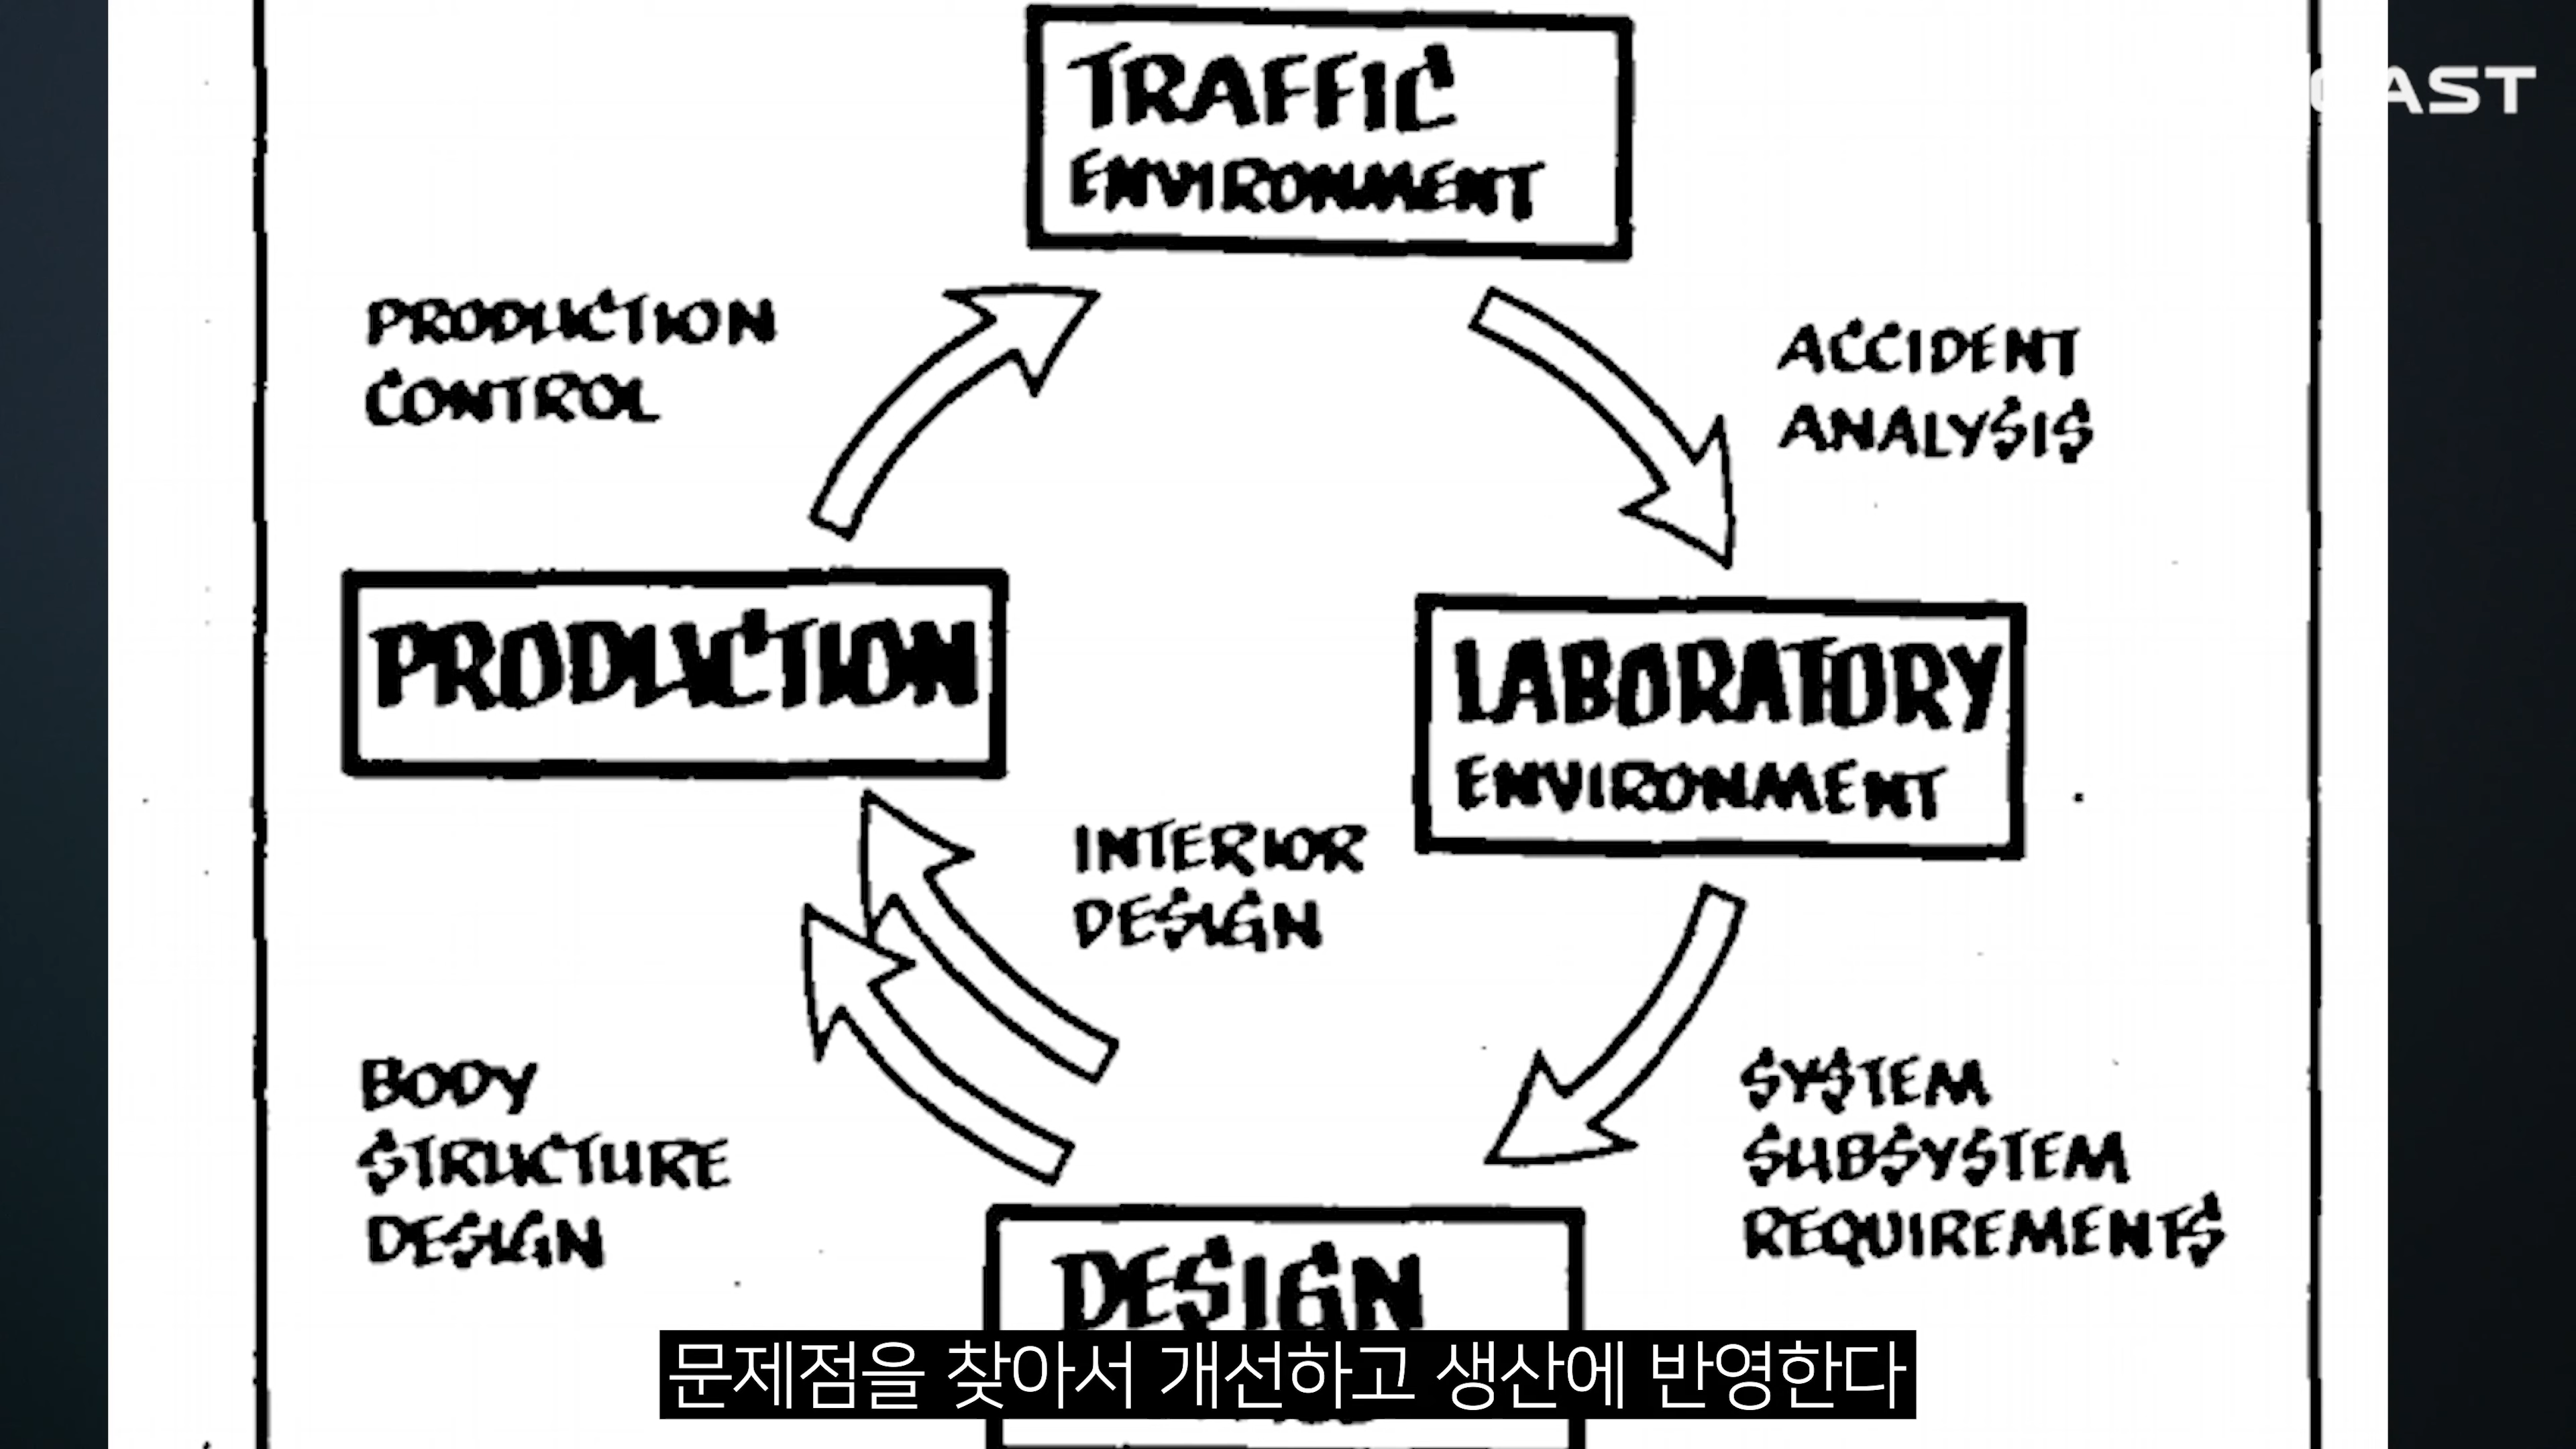 TRAFFIC
ENVIRONMENT
CAST
PRODUCTION
CONTROL
ACCIDENT
ANALYSIS
PRODUCTION
LABORATORY
ENVIRONMENT
INTERIOR
DESIGN
BODY
STRUCTURE
DESIGN
SYSTEM
SUBSYSTEM
REQUIREMENTS
DESIGN
문제점을 찾아서 개선하고 생산에 반영한다